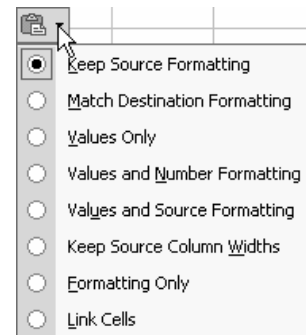 Keep Source Formatting
Match Destination Formatting
Values Only
Values and Number Formatting
Values and Source Formatting
Keep Source Column Widths
Formatting Only
Link Cells